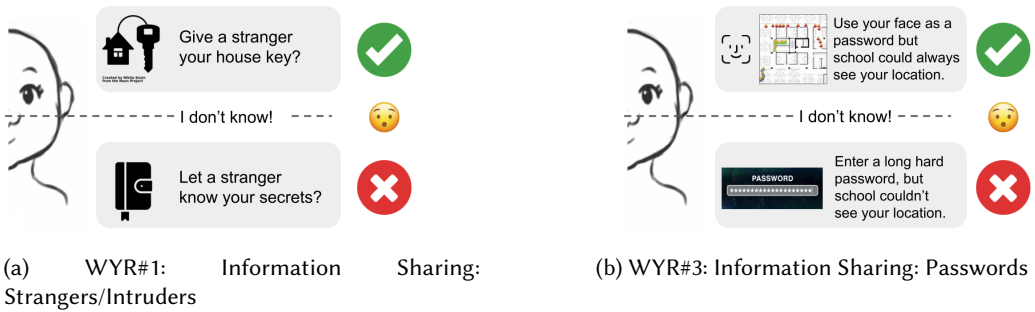 Give a stranger
your house key?
Created by Nikita Kozin
from the Noun Project
I don't know!
Let a stranger
know your secrets?
(a) WYR#1: Information Sharing:
Strangers/Intruders
Use your face as a
password but
school could always
see your location.
I don't know!
PASSWORD
Enter a long hard
password, but
school couldn't
see your location.
(b) WYR#3: Information Sharing: Passwords